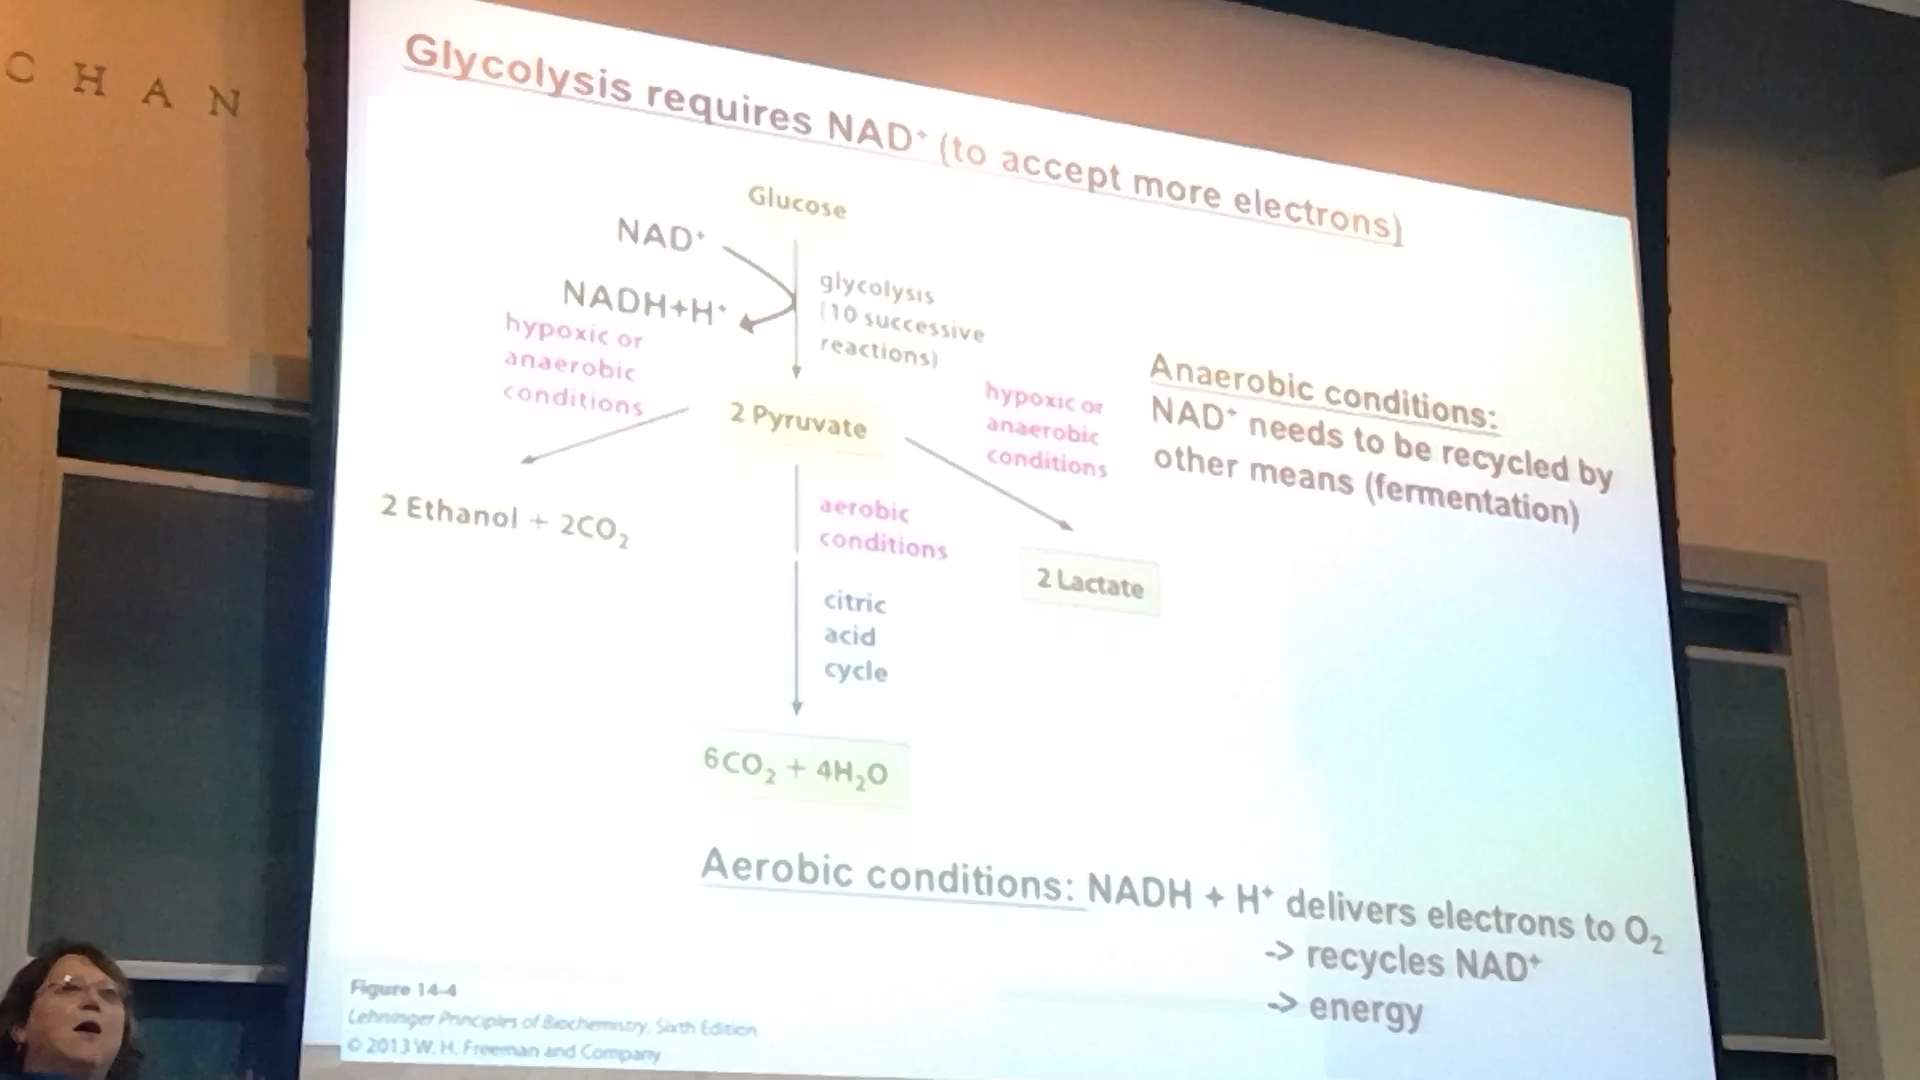 CHAN
Glycolysis requires NAD⁺ (to accept more electrons)
Glucose
NAD⁺
NADH+H⁺
glycolysis
(10 successive
reactions)
hypoxic or
anaerobic
conditions
2 Pyruvate
hypoxic or
anaerobic
conditions
Anaerobic conditions:
NAD⁺ needs to be recycled by
other means (fermentation)
2 Ethanol + 2CO₂
aerobic
conditions
2 Lactate
citric
acid
cycle
6CO₂ + 4H₂O
Aerobic conditions: NADH + H⁺ delivers electrons to O₂
-> recycles NAD⁺
-> energy
Figure 14-4
Lehninger Principles of Biochemistry, Sixth Edition
© 2013 W. H. Freeman and Company